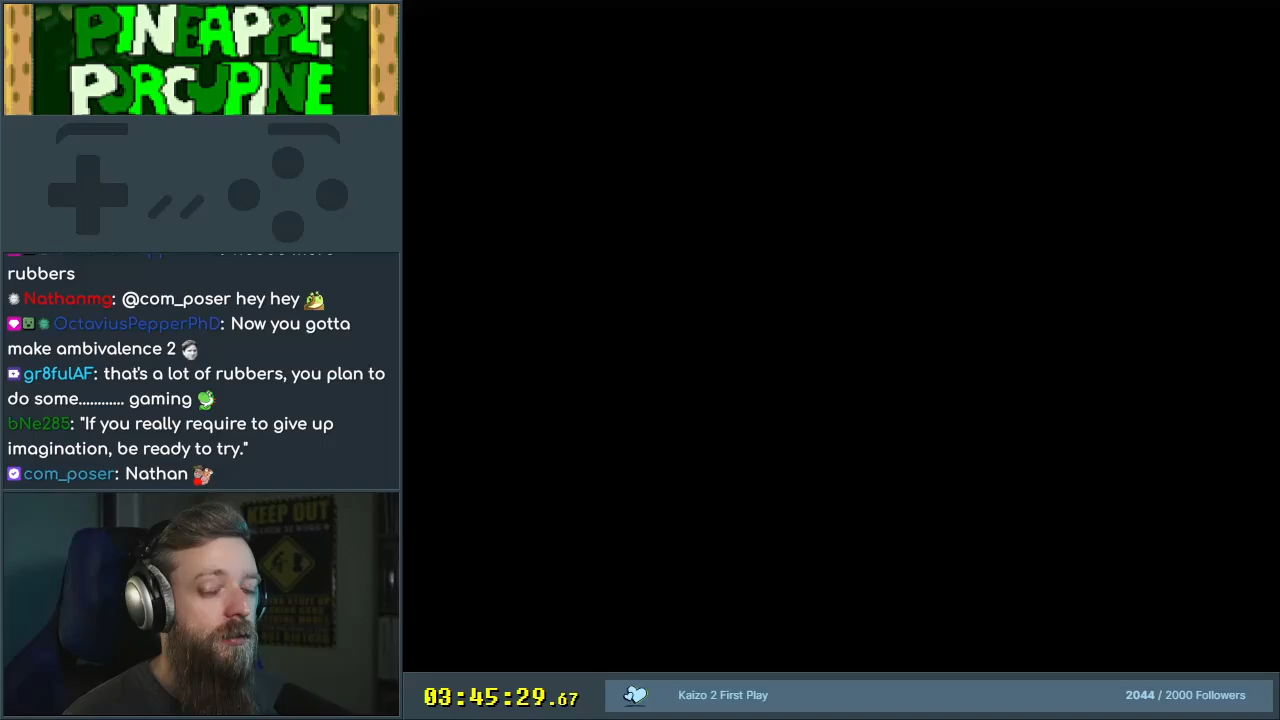 PINEAPPLE
PORCUPINE
rubbers
Nathanmg: @com_poser hey hey
OctaviusPepperPhD: Now you gotta
make ambivalence 2
gr8fulAF: that's a lot of rubbers, you plan to
do some............ gaming
bNe285: "If you really require to give up
imagination, be ready to try."
com_poser: Nathan
KEEP OUT
03:45:29.67
Kaizo 2 First Play
2044 / 2000 Followers